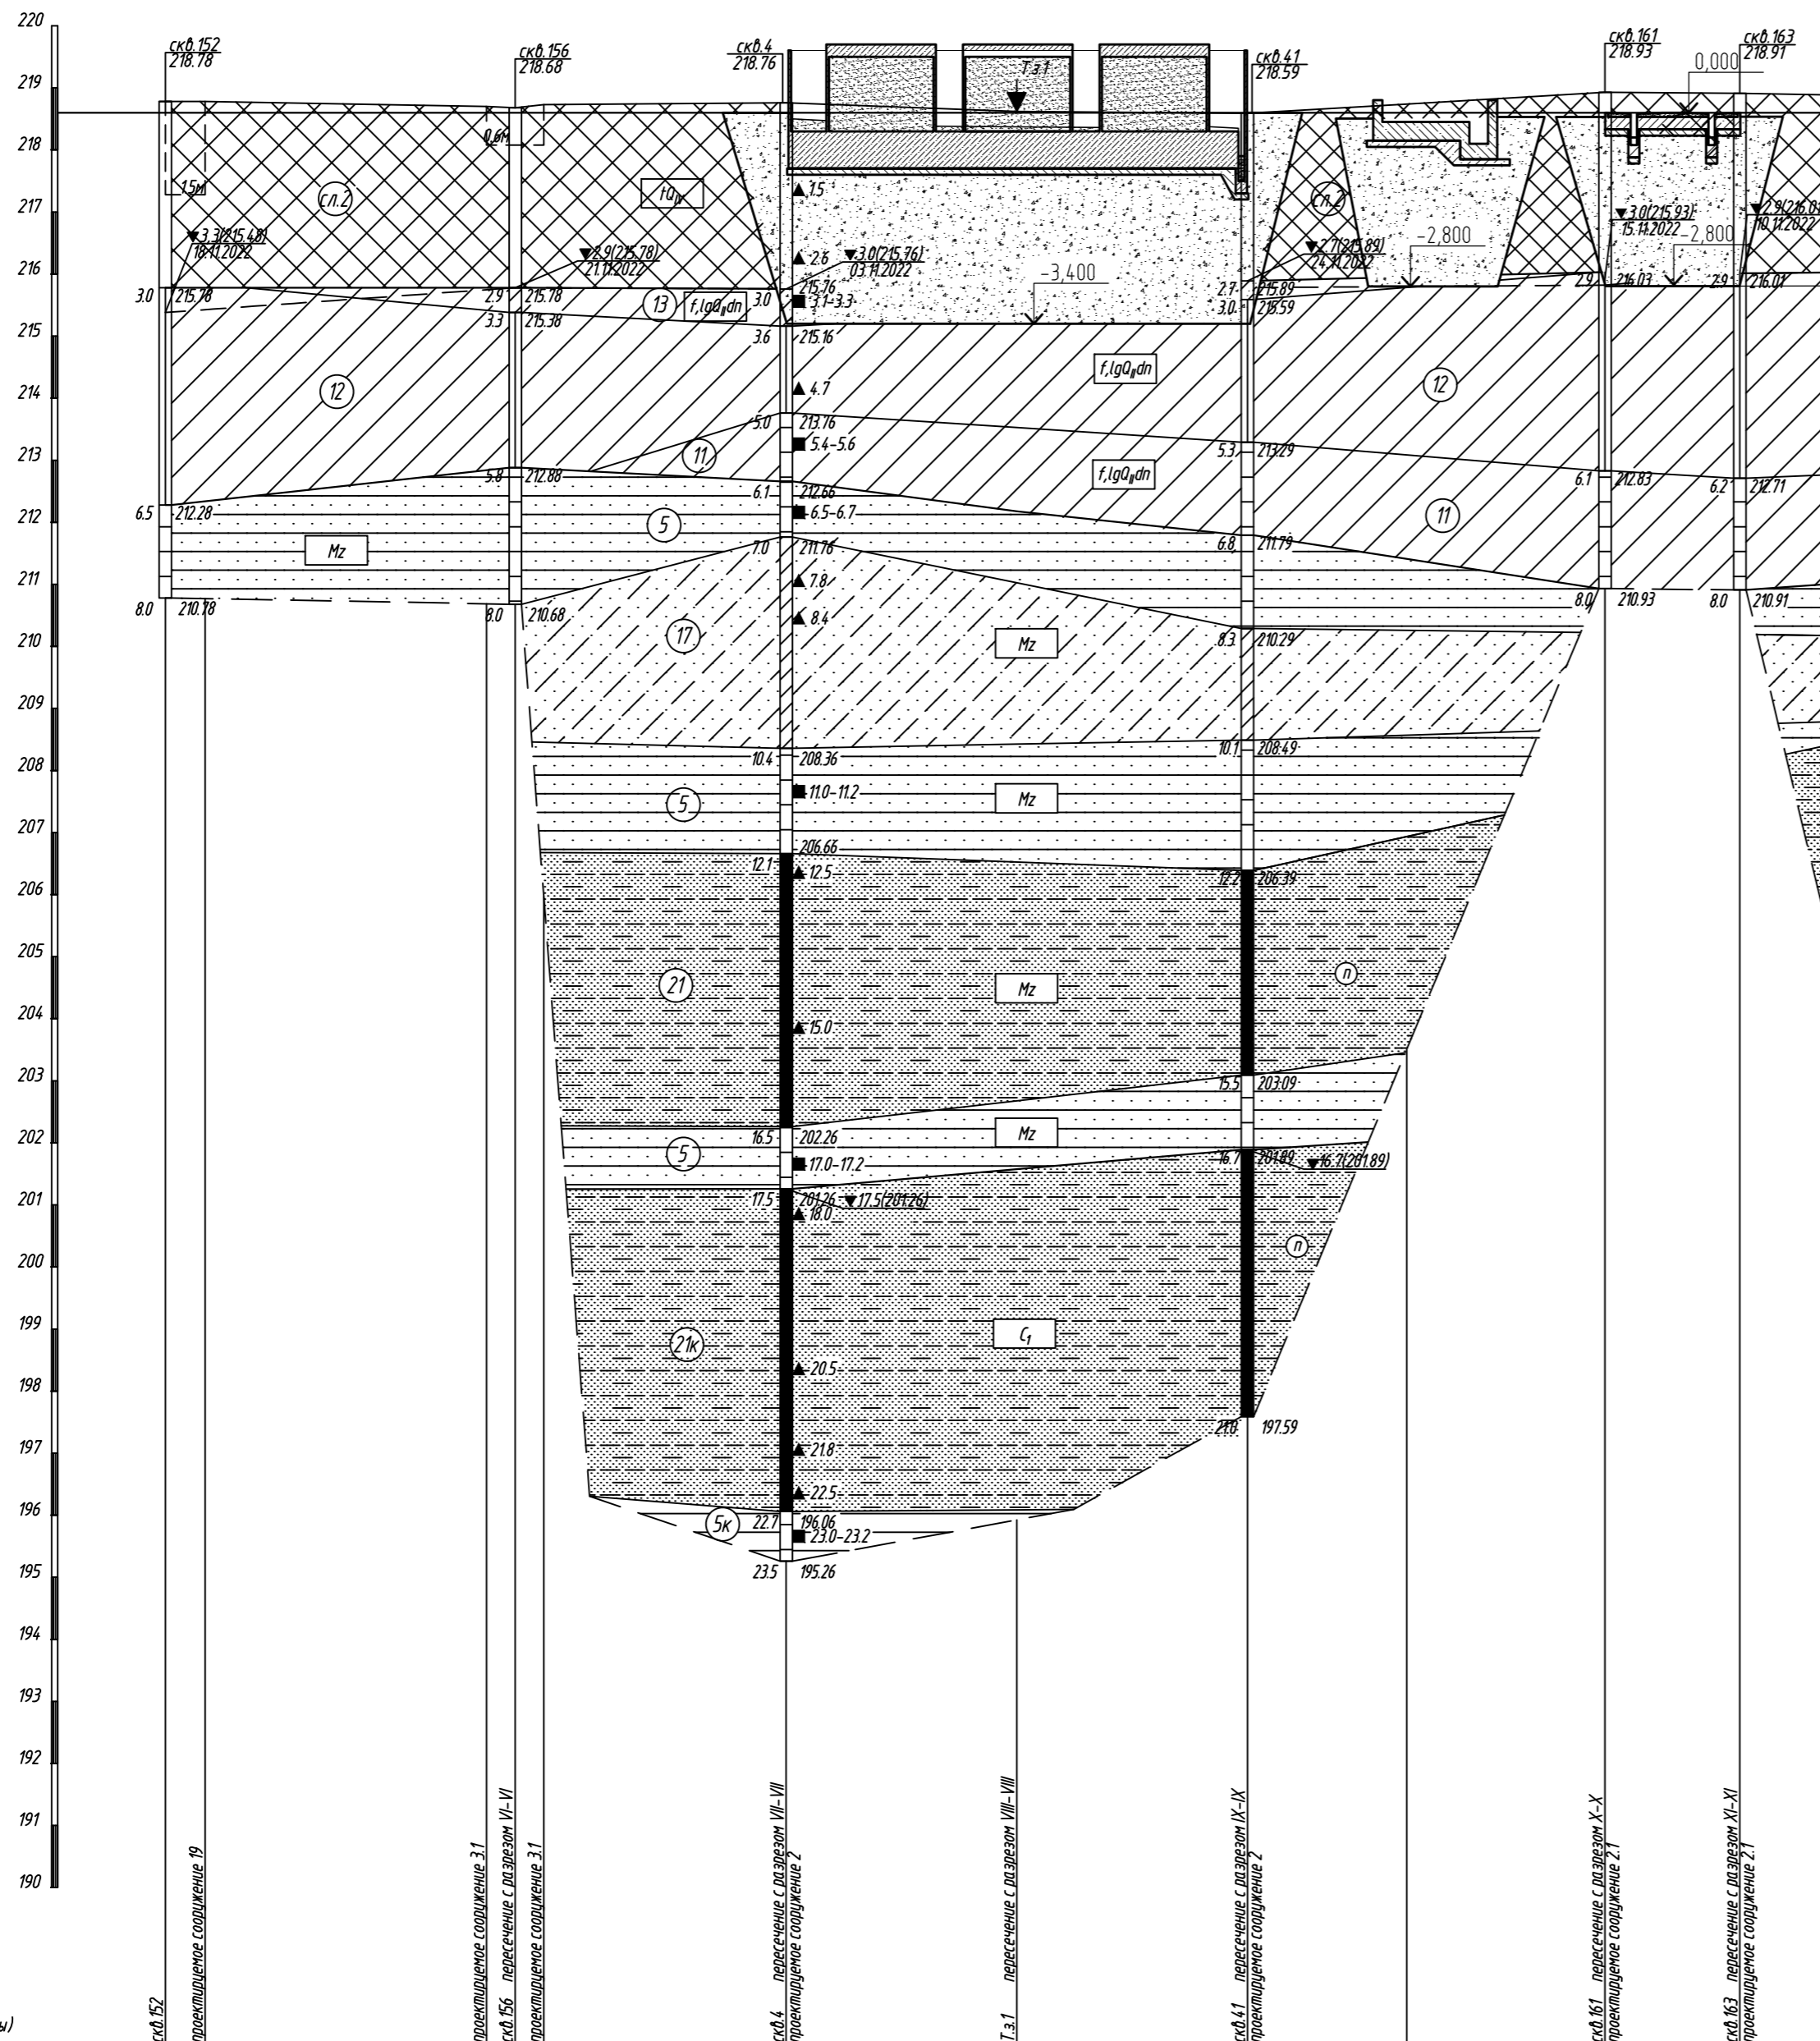 220
219
218
217
216
215
214
213
212
211
210
209
208
207
206
205
204
203
202
201
200
199
198
197
196
195
194
193
192
191
190
скв.152
218.78
скв.156
218.68
скв.4
218.76
Т.з.1
скв.41
218.59
скв.161
218.93
скв.163
218.91
0,000
1.5м
0.6м
сл.2
tQIV
сл.2
3.3(215.48)
18.11.2022
2.9(215.78)
21.11.2022
3.0(215.76)
03.11.2022
2.7(215.89)
24.11.2022
3.0(215.93)
15.11.2022
2.9(216.01
10.11.2022
-3,400
-2,800
-2,800
1.5
2.6
3.1-3.3
4.7
5.4-5.6
6.5-6.7
7.8
8.4
11.0-11.2
12.5
15.0
17.0-17.2
18.0
20.5
21.8
22.5
23.0-23.2
3.0 215.78
6.5 212.28
8.0 210.78
2.9 215.78
3.3 215.38
5.8 212.88
8.0 210.68
3.0 215.76
3.6 215.16
5.0 213.76
6.1 212.66
7.0 211.76
10.4 208.36
12.1 206.66
16.5 202.26
17.5 201.26
17.5(201.26)
22.7 196.06
23.5 195.26
2.7 215.89
3.0 215.59
5.3 213.29
6.8 211.79
8.3 210.29
10.1 208.49
12.2 206.39
15.5 203.09
16.7 201.89
16.7(201.89)
21.0 197.59
2.9 216.03
6.1 212.83
8.0 210.93
2.9 216.01
6.2 212.71
8.0 210.91
13
f,lgQIIdn
12
f,lgQIIdn
12
11
f,lgQIIdn
11
5
Mz
17
Mz
5
Mz
21
Mz
п
5
Mz
21к
C1
п
5к
скв.152
проектируемое сооружение 19
проектируемое сооружение 3.1
скв.156 пересечение с разрезом VI-VI
проектируемое сооружение 3.1
скв.4 пересечение с разрезом VII-VII
проектируемое сооружение 2
Т.з.1 пересечение с разрезом VIII-VIII
скв.41 пересечение с разрезом IX-IX
проектируемое сооружение 2
скв.161 пересечение с разрезом X-X
проектируемое сооружение 2.1
скв.163 пересечение с разрезом XI-XI
проектируемое сооружение 2.1
ы)